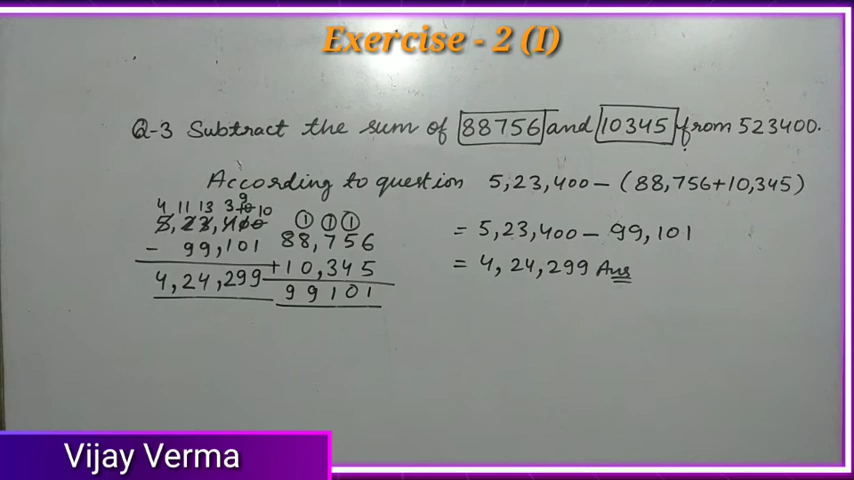 Exercise - 2 (I)
Q-3 Subtract the sum of 88756 and 10345 from 523400.
According to question 5,23,400 - (88,756+10,345)
= 5,23,400 - 99,101
= 4,24,299 Ans
4 11 13 3 9 10 10
5,23,400
- 99,101
4,24,299
1 1 1
88,756
+10,345
99101
Vijay Verma